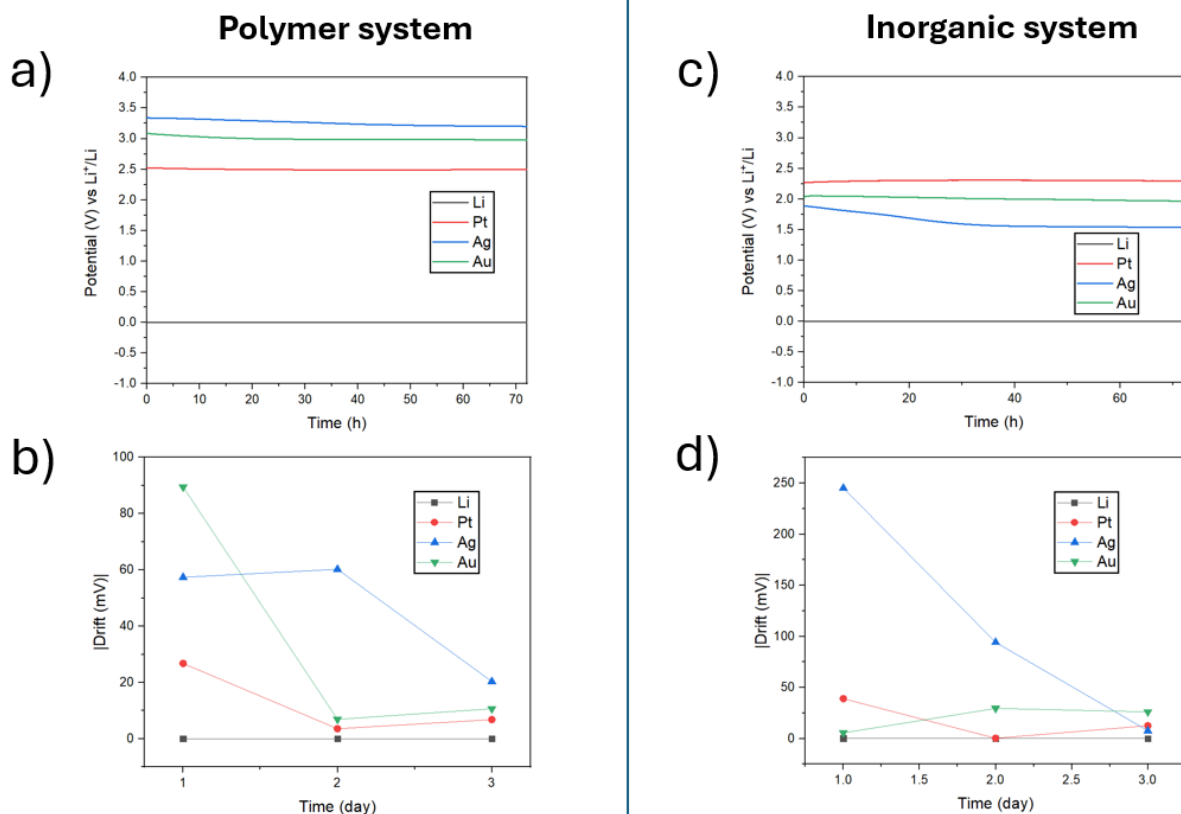 Polymer system
a)
4.0
3.5
3.0
2.5
2.0
1.5
1.0
0.5
0.0
-0.5
-1.0
Potential (V) vs Li⁺/Li
Li
Pt
Ag
Au
0 10 20 30 40 50 60 70
Time (h)
b)
100
80
60
40
20
0
|Drift (mV)|
Li
Pt
Ag
Au
1 2 3
Time (day)
Inorganic system
c)
4.0
3.5
3.0
2.5
2.0
1.5
1.0
0.5
0.0
-0.5
-1.0
Potential (V) vs Li⁺/Li
Li
Pt
Ag
Au
0 20 40 60
Time (h)
d)
250
200
150
100
50
0
|Drift (mV)|
Li
Pt
Ag
Au
1.0 1.5 2.0 2.5 3.0
Time (day)